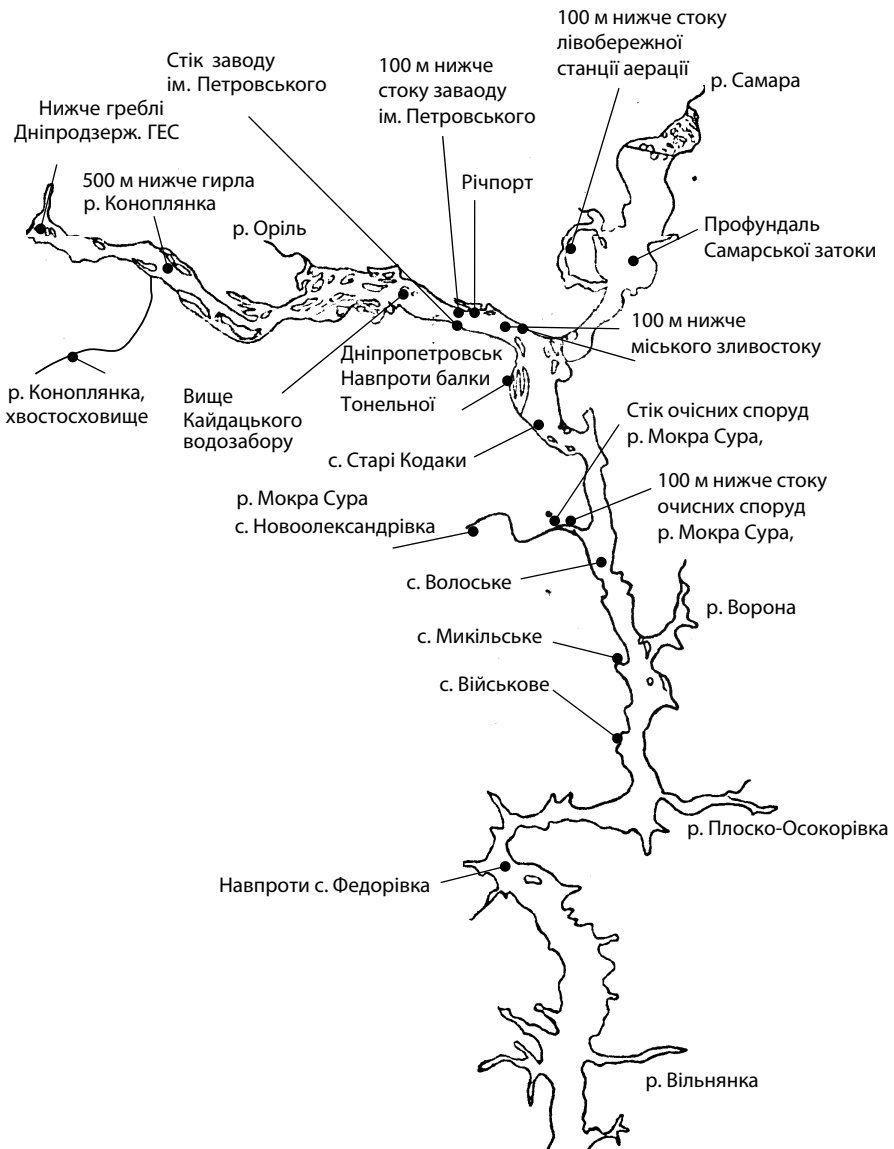 100 м нижче стоку
лівобережної
станції аерації
Стік заводу
ім. Петровського
100 м нижче
стоку заваоду
ім. Петровського
р. Самара
Нижче греблі
Дніпродзерж. ГЕС
500 м нижче гирла
р. Коноплянка
Річпорт
р. Оріль
Профундаль
Самарської затоки
100 м нижче
міського зливостоку
Дніпропетровськ
Навпроти балки
Тонельної
р. Коноплянка,
хвостосховище
Вище
Кайдацького
водозабору
Стік очісних споруд
р. Мокра Сура,
с. Старі Кодаки
100 м нижче стоку
очисних споруд
р. Мокра Сура,
р. Мокра Сура
с. Новоолександрівка
с. Волоське
р. Ворона
с. Микільське
с. Військове
р. Плоско-Осокорівка
Навпроти с. Федорівка
р. Вільнянка